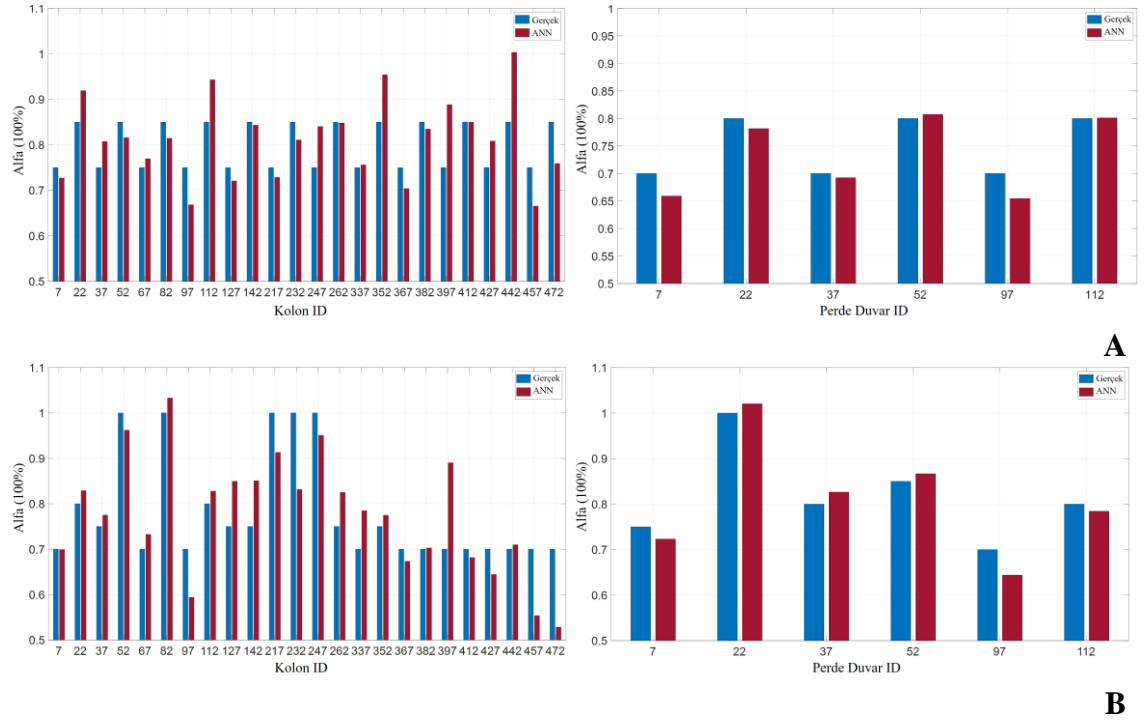 1.1
1
0.9
0.8
0.7
0.6
0.5
Alfa (100%)
Gerçek
ANN
7 22 37 52 67 82 97 112 127 142 217 232 247 262 337 352 367 382 397 412 427 442 457 472
Kolon ID
1
0.95
0.9
0.85
0.8
0.75
0.7
0.65
0.6
0.55
0.5
Alfa (100%)
Gerçek
ANN
7 22 37 52 97 112
Perde Duvar ID
A
1.1
1
0.9
0.8
0.7
0.6
0.5
Alfa (100%)
Gerçek
ANN
7 22 37 52 67 82 97 112 127 142 217 232 247 262 337 352 367 382 397 412 427 442 457 472
Kolon ID
1.1
1
0.9
0.8
0.7
0.6
0.5
Alfa (100%)
Gerçek
ANN
7 22 37 52 97 112
Perde Duvar ID
B